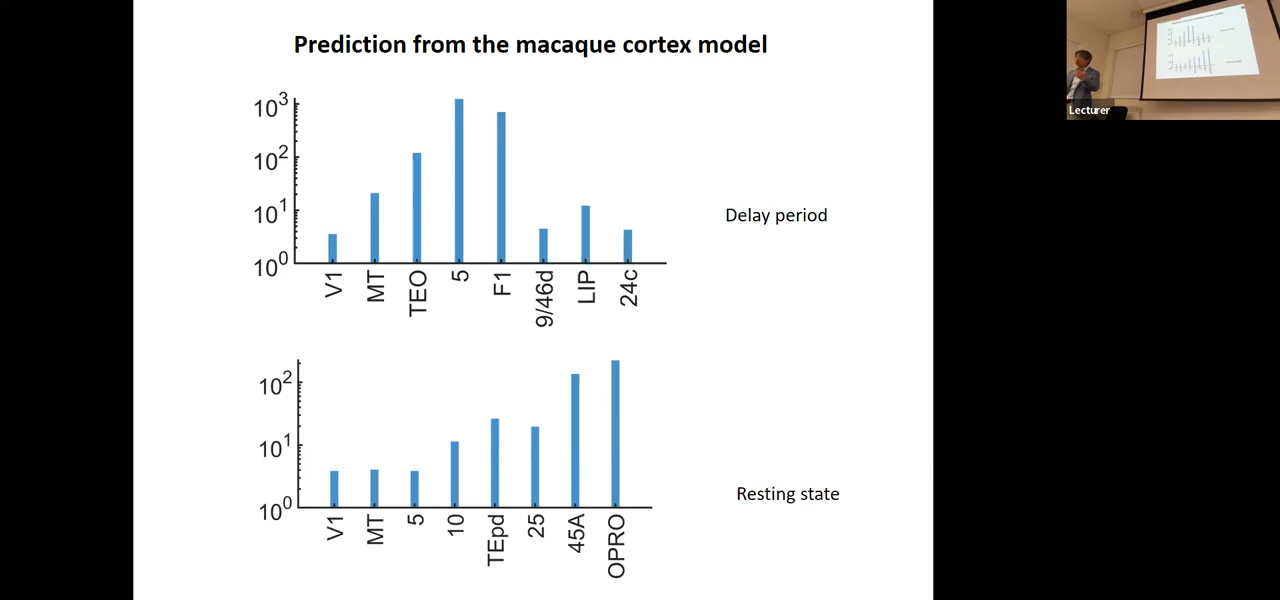 Prediction from the macaque cortex model
10³
10²
10¹
10⁰
V1
MT
TEO
5
F1
9/46d
LIP
24c
Delay period
10²
10¹
10⁰
V1
MT
5
10
TEpd
25
45A
OPRO
Resting state
Lecturer